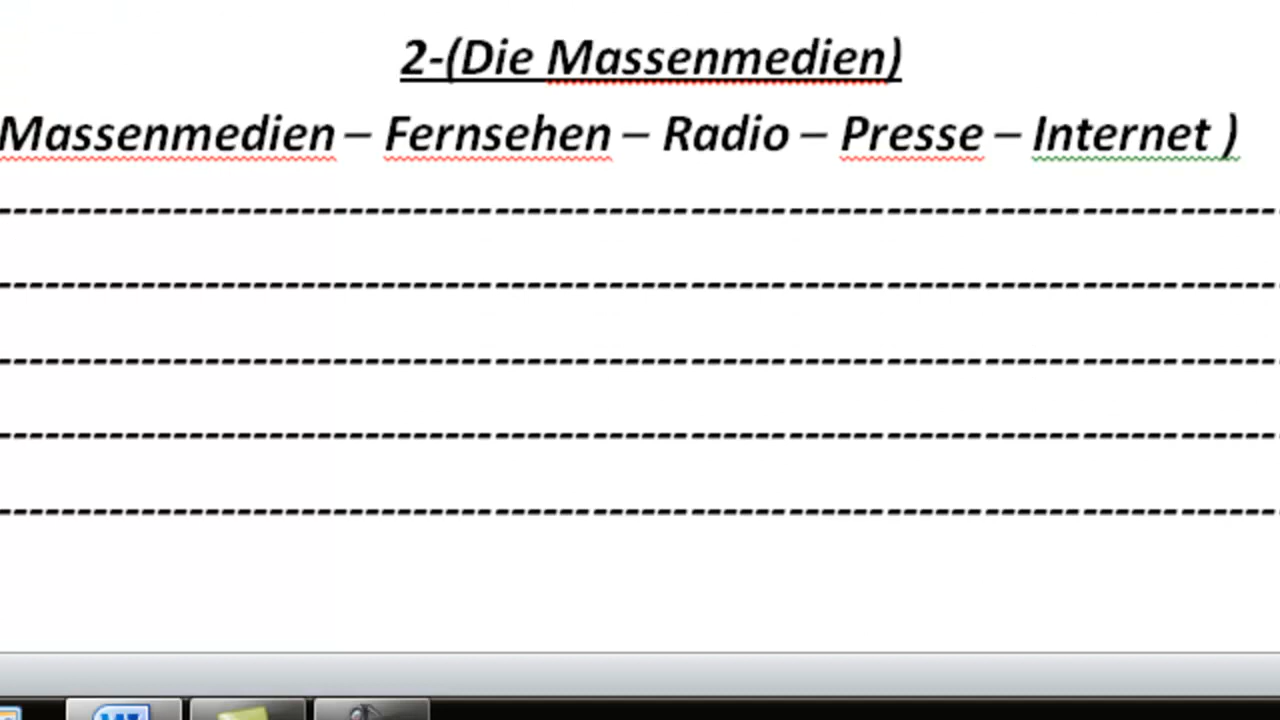 2-(Die Massenmedien)
Massenmedien – Fernsehen – Radio – Presse – Internet )
--------------------------------------------------------------------------------
--------------------------------------------------------------------------------
--------------------------------------------------------------------------------
--------------------------------------------------------------------------------
--------------------------------------------------------------------------------